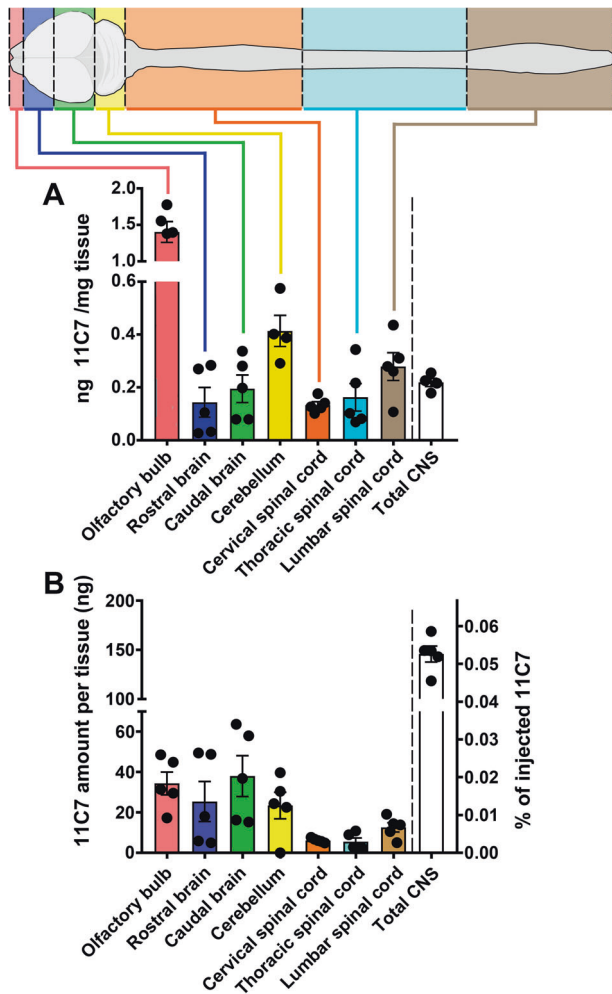 A
ng 11C7 /mg tissue
2.0
1.5
1.0
0.6
0.4
0.2
0.0
Olfactory bulb
Rostral brain
Caudal brain
Cerebellum
Cervical spinal cord
Thoracic spinal cord
Lumbar spinal cord
Total CNS
B
11C7 amount per tissue (ng)
200
150
100
60
40
20
0
% of injected 11C7
0.06
0.05
0.04
0.03
0.02
0.01
0.00
Olfactory bulb
Rostral brain
Caudal brain
Cerebellum
Cervical spinal cord
Thoracic spinal cord
Lumbar spinal cord
Total CNS